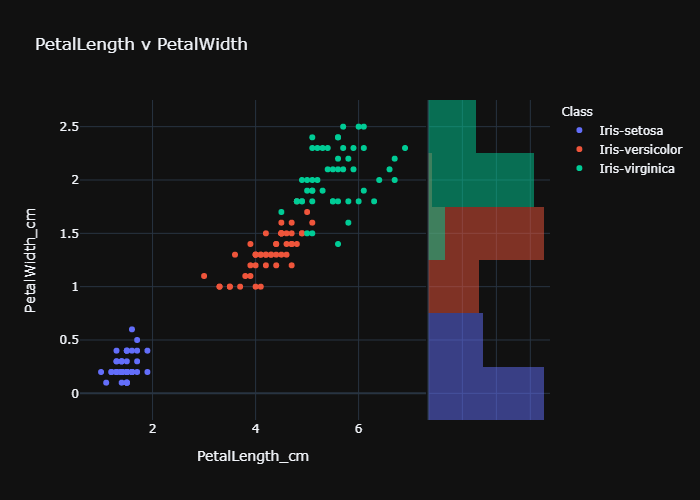 PetalLength v PetalWidth
Class
Iris-setosa
Iris-versicolor
Iris-virginica
2.5
2
1.5
1
0.5
0
PetalWidth_cm
2 4 6
PetalLength_cm